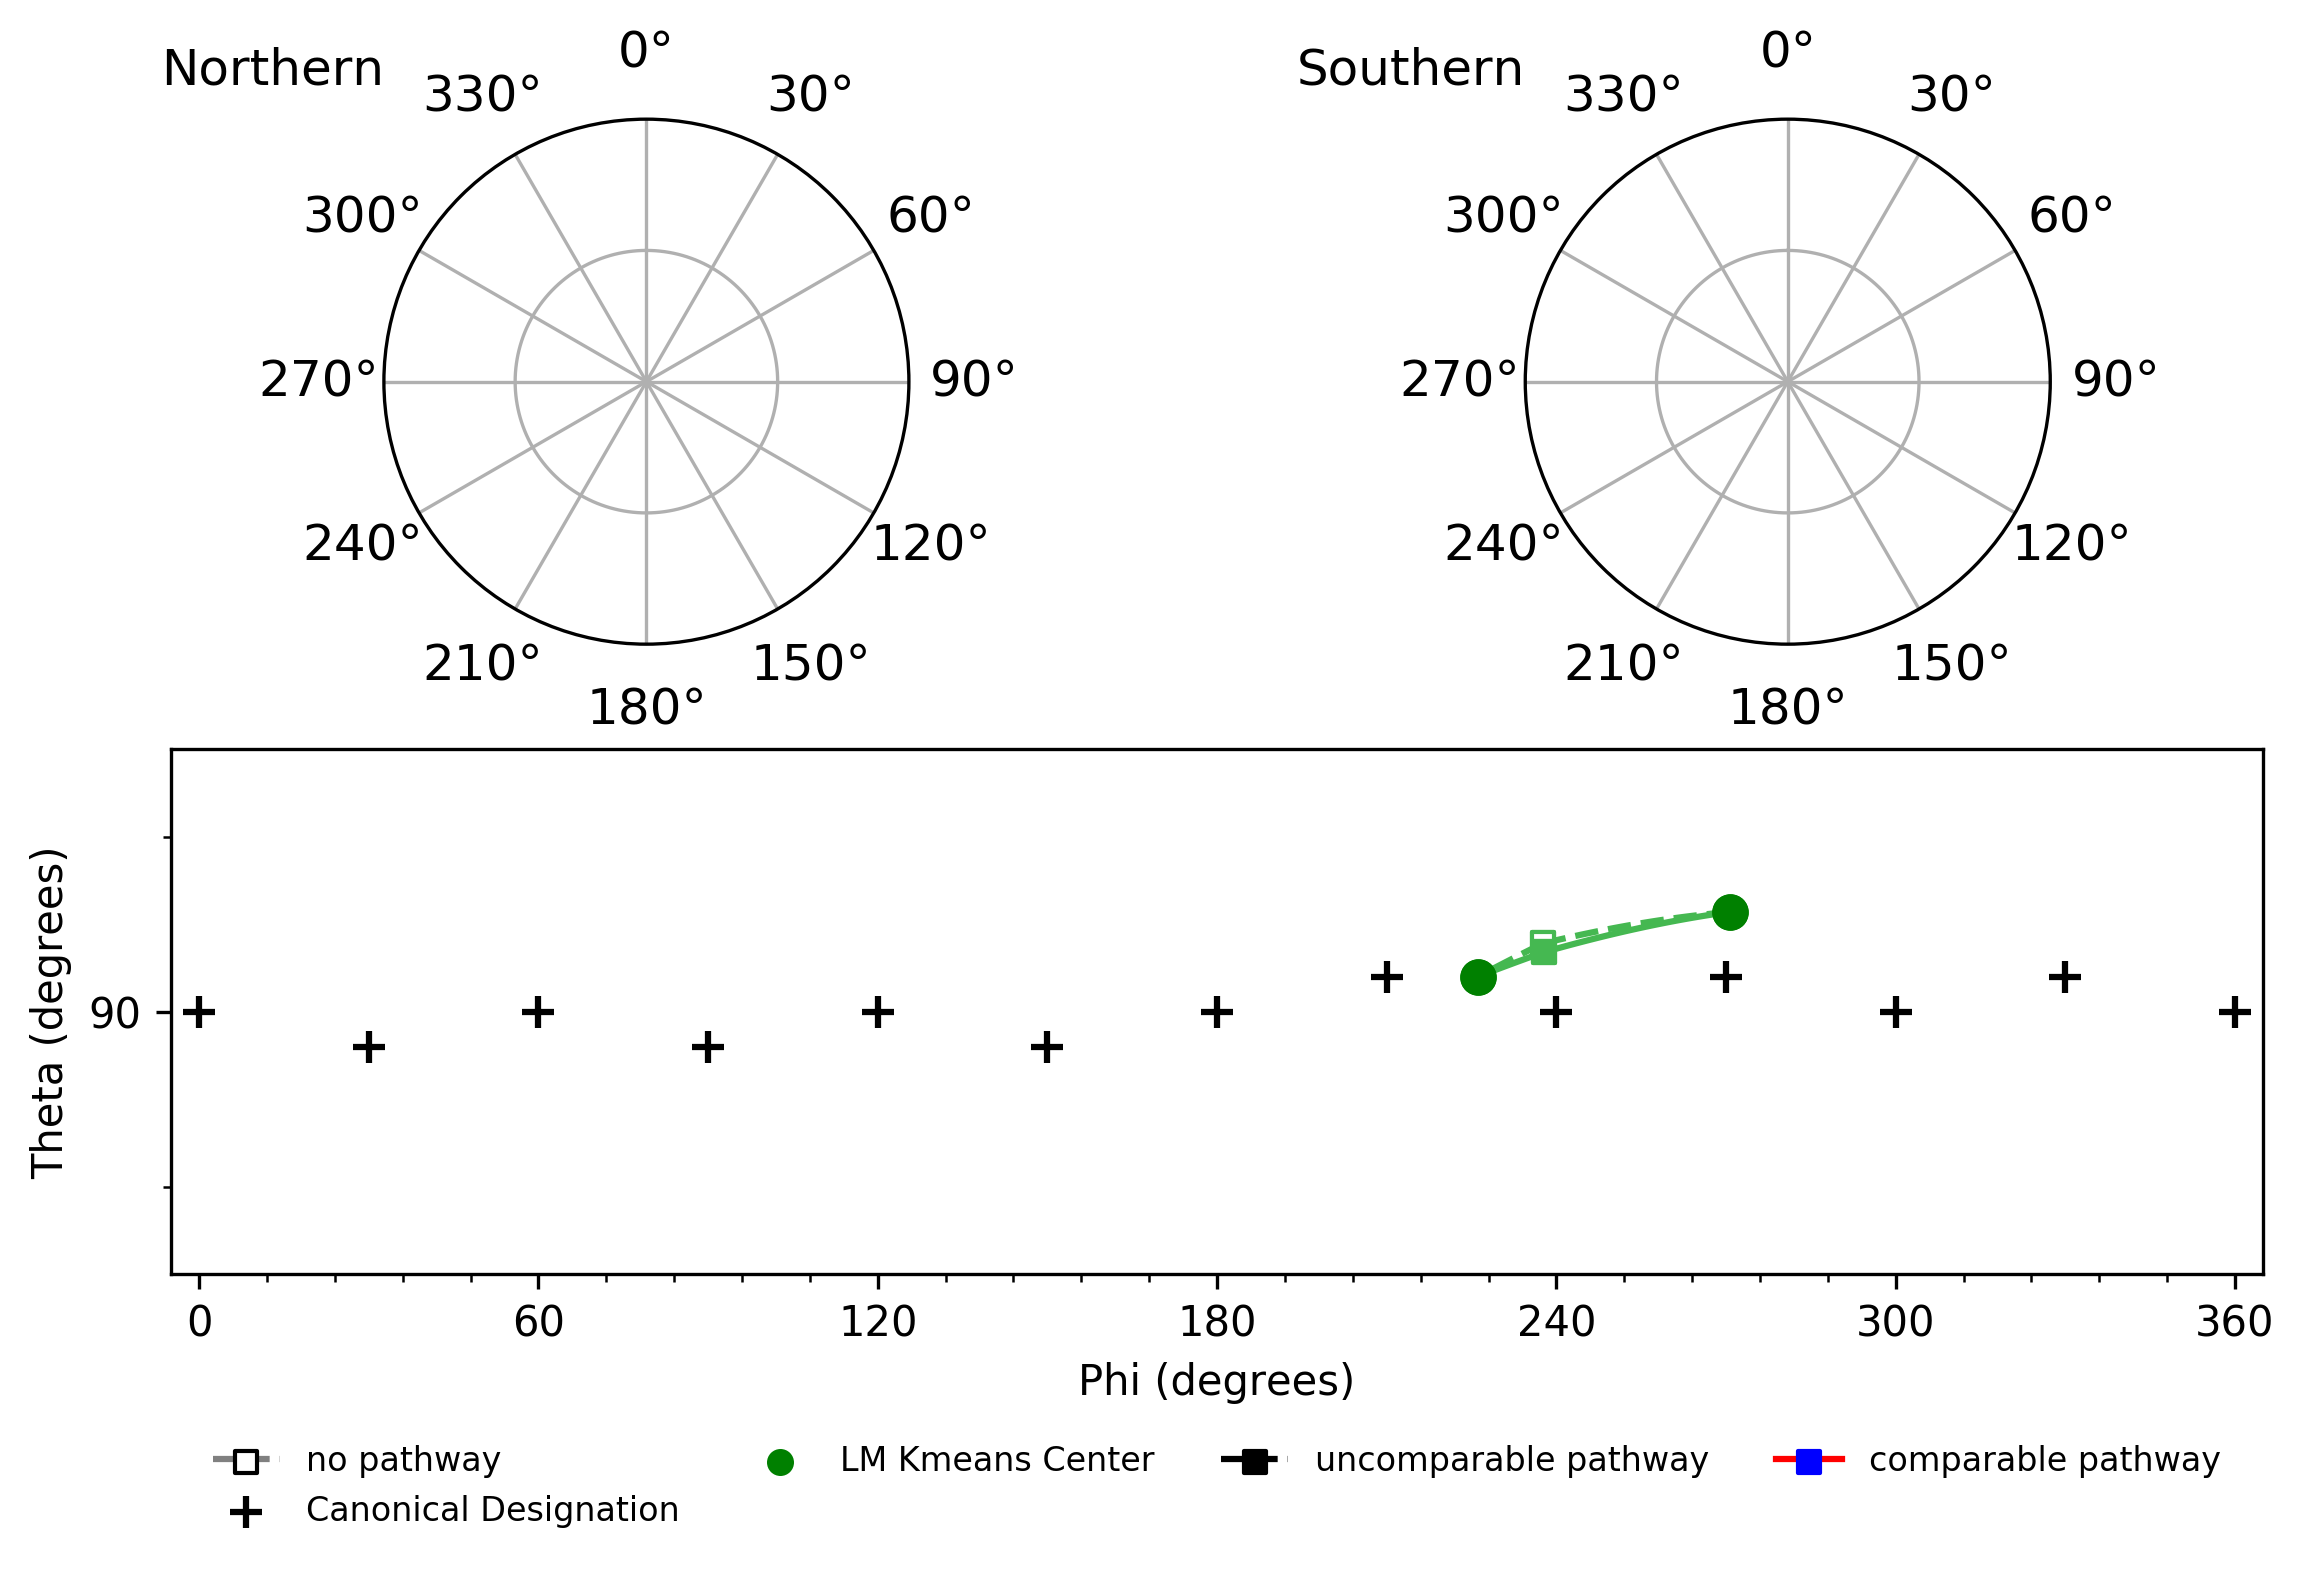 Northern
0°
330°
30°
300°
60°
270°
90°
240°
120°
210°
150°
180°
Southern
0°
330°
30°
300°
60°
270°
90°
240°
120°
210°
150°
180°
Theta (degrees)
90
0 60 120 180 240 300 360
Phi (degrees)
no pathway
Canonical Designation
LM Kmeans Center
uncomparable pathway
comparable pathway